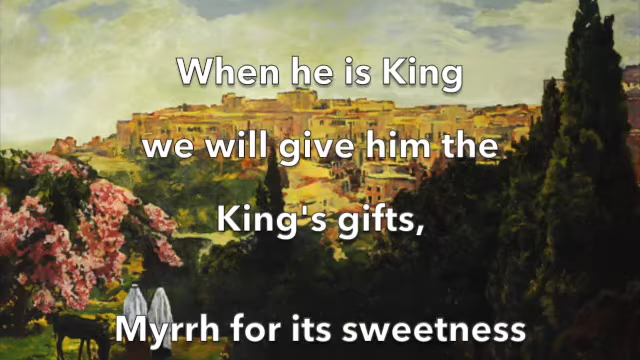 When he is King
we will give him the
King's gifts,
Myrrh for its sweetness